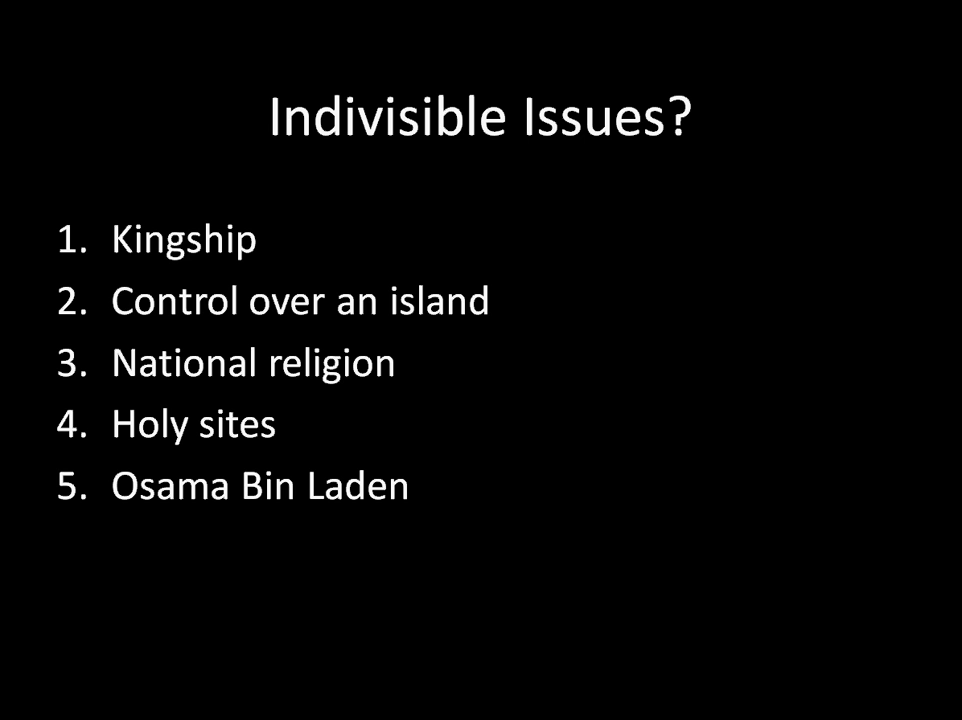 Indivisible Issues?
1. Kingship
2. Control over an island
3. National religion
4. Holy sites
5. Osama Bin Laden